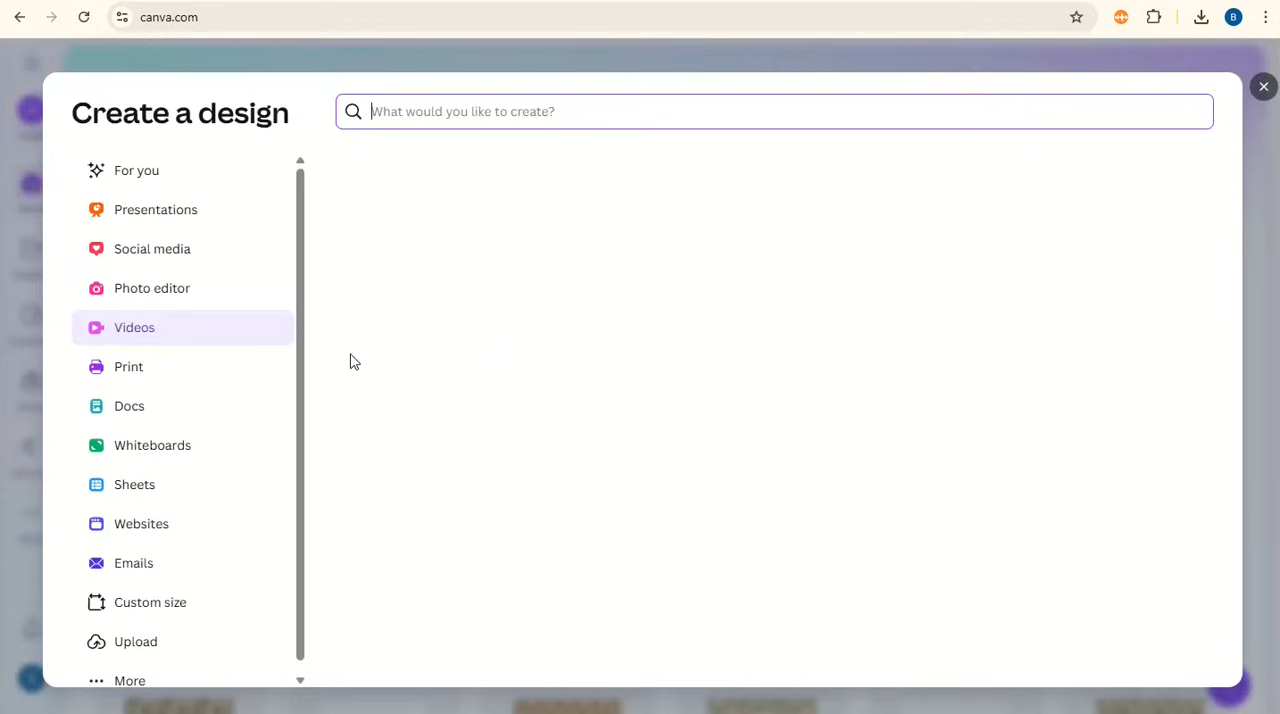 canva.com
B
Create a design
What would you like to create?
For you
Presentations
Social media
Photo editor
Videos
Print
Docs
Whiteboards
Sheets
Websites
Emails
Custom size
Upload
More